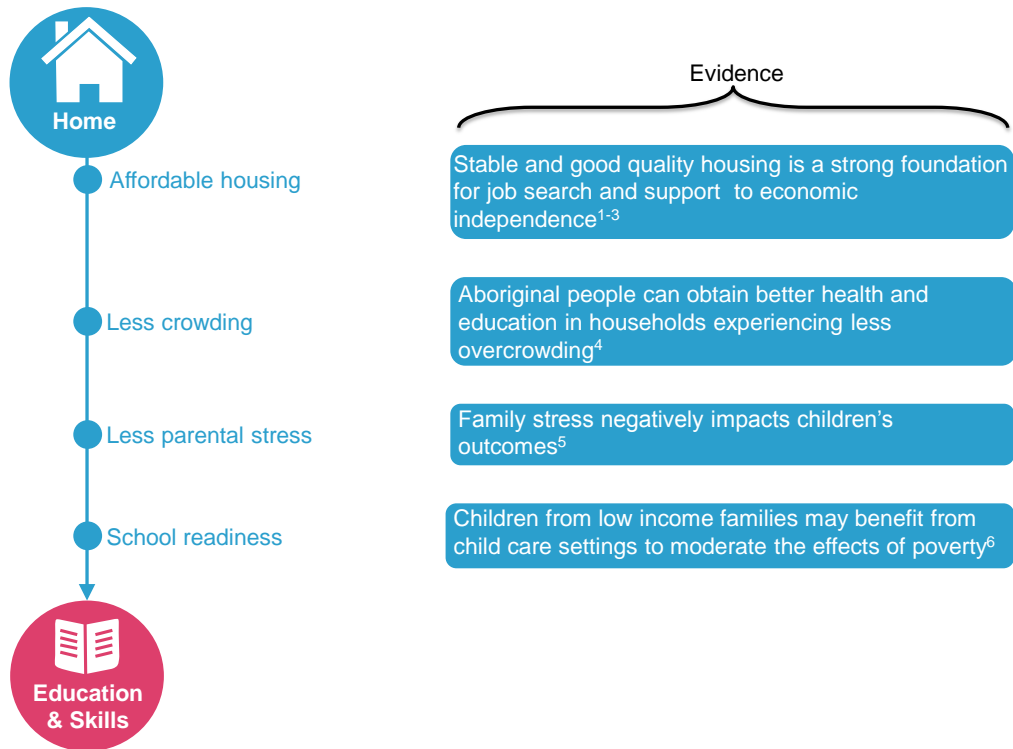 Home
Evidence
Affordable housing
Stable and good quality housing is a strong foundation
for job search and support  to economic
independence¹⁻³
Less crowding
Aboriginal people can obtain better health and
education in households experiencing less
overcrowding⁴
Less parental stress
Family stress negatively impacts children’s
outcomes⁵
School readiness
Children from low income families may benefit from
child care settings to moderate the effects of poverty⁶
Education
& Skills